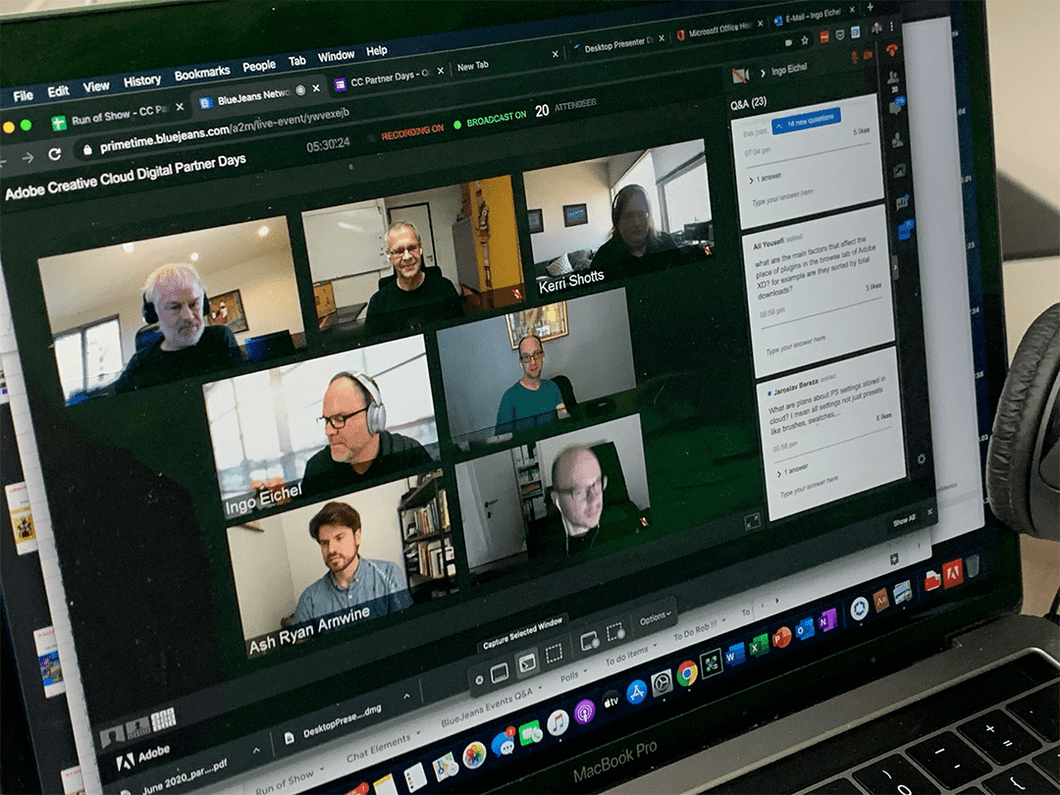 File Edit View History Bookmarks People Tab Window Help
Run of Show - CC Pa
BlueJeans Netwo
CC Partner Days - Q
New Tab
Desktop Presenter D
Microsoft Office Ho
E-Mail – Ingo Eichel
primetime.bluejeans.com/a2m/live-event/ywvexejb
Adobe Creative Cloud Digital Partner Days
05:30:24
RECORDING ON
BROADCAST ON
20 ATTENDEES
Ingo Eichel
Q&A (23)
14 new questions
this part.
5 likes
07:04 pm
1 answer
Type your answer here
Ali Yousefi asked:
what are the main factors that affect the
place of plugins in the browse tab of Adobe
XD? for example are they sorted by total
downloads?
3 likes
06:58 pm
Type your answer here
Jaroslav Bereza asked:
What are plans about PS settings stored in
cloud? I mean all settings not just presets
like brushes, swatches,...
6 likes
05:58 pm
1 answer
Type your answer here
Kerri Shotts
Ingo Eichel
Ash Ryan Arnwine
Show All
Capture Selected Window
Options
Adobe
June 2020_par....pdf
DesktopPrese....dmg
Run of Show
Chat Elements
BlueJeans Events Q&A
Polls
To do items
To Do Rob !!!
To
tv
MacBook Pro